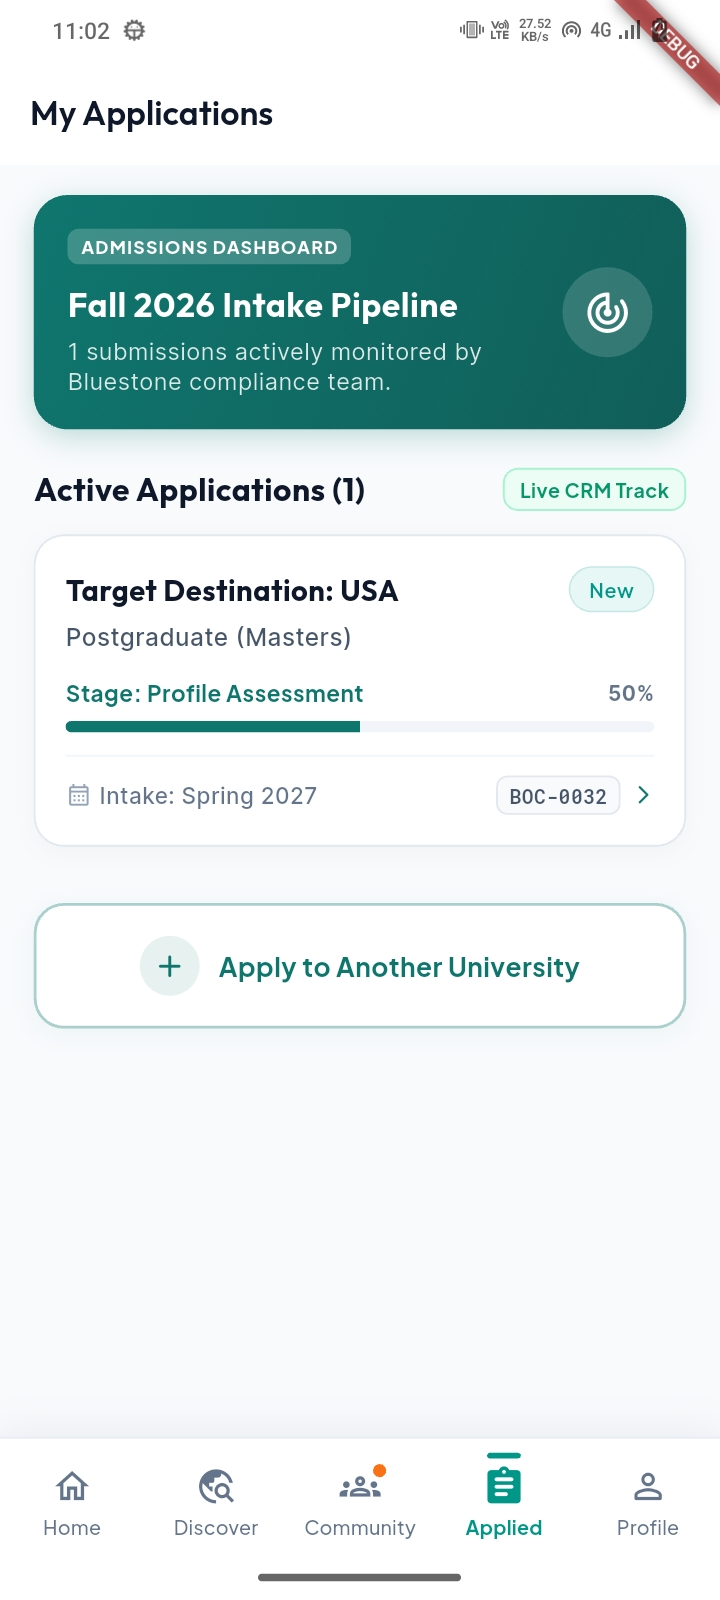 11:02
Vo) LTE
27.52 KB/s
4G
DEBUG
My Applications
ADMISSIONS DASHBOARD
Fall 2026 Intake Pipeline
1 submissions actively monitored by
Bluestone compliance team.
Active Applications (1)
Live CRM Track
Target Destination: USA
New
Postgraduate (Masters)
Stage: Profile Assessment
50%
Intake: Spring 2027
BOC-0032
Apply to Another University
Home
Discover
Community
Applied
Profile